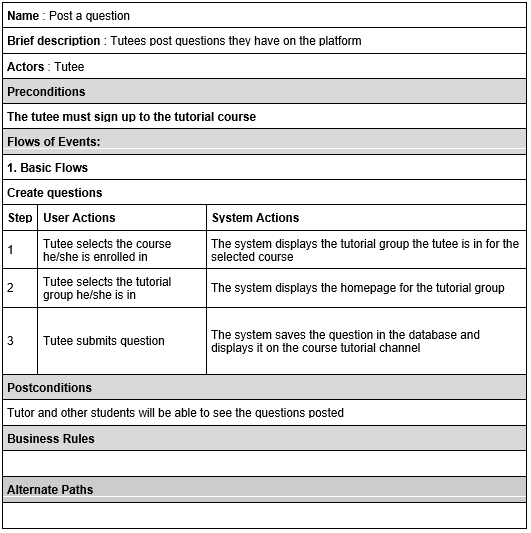 Name : Post a question
Brief description : Tutees post questions they have on the platform
Actors : Tutee
Preconditions
The tutee must sign up to the tutorial course
Flows of Events:
1. Basic Flows
Create questions
Step User Actions System Actions
1 Tutee selects the course he/she is enrolled in The system displays the tutorial group the tutee is in for the selected course
2 Tutee selects the tutorial group he/she is in The system displays the homepage for the tutorial group
3 Tutee submits question The system saves the question in the database and displays it on the course tutorial channel
Postconditions
Tutor and other students will be able to see the questions posted
Business Rules
Alternate Paths